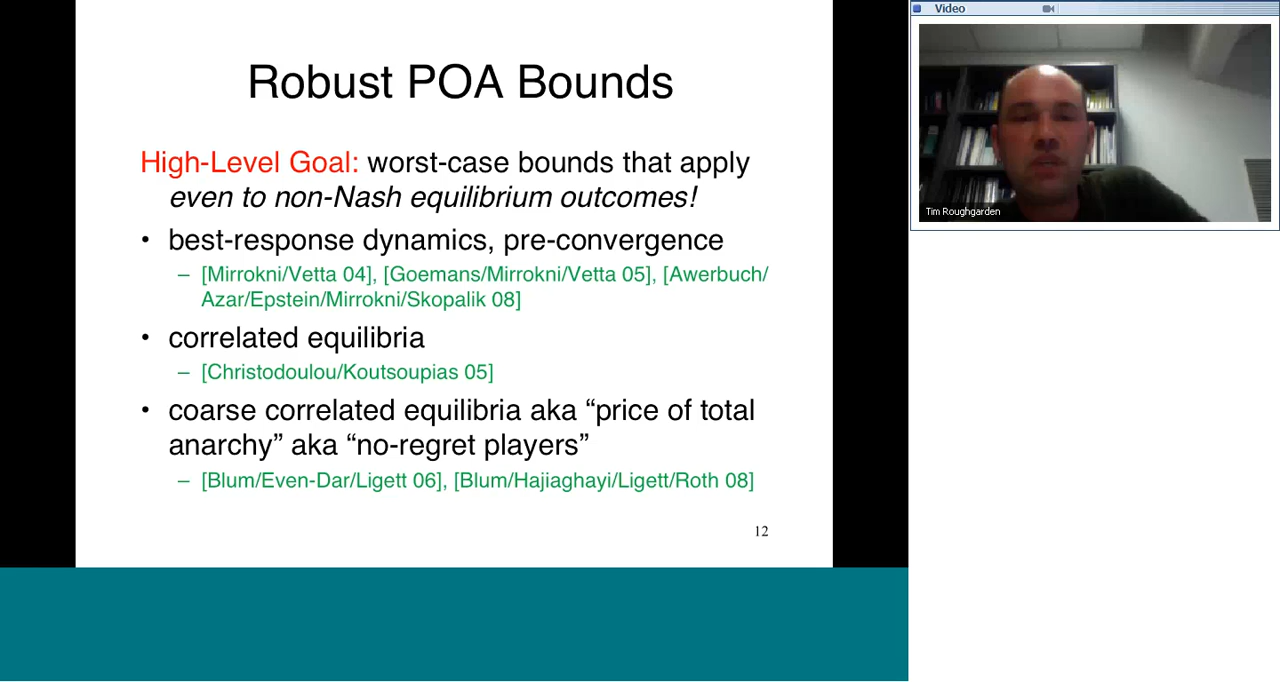 Robust POA Bounds
High-Level Goal: worst-case bounds that apply
even to non-Nash equilibrium outcomes!
• best-response dynamics, pre-convergence
– [Mirrokni/Vetta 04], [Goemans/Mirrokni/Vetta 05], [Awerbuch/
Azar/Epstein/Mirrokni/Skopalik 08]
• correlated equilibria
– [Christodoulou/Koutsoupias 05]
• coarse correlated equilibria aka “price of total
anarchy” aka “no-regret players”
– [Blum/Even-Dar/Ligett 06], [Blum/Hajiaghayi/Ligett/Roth 08]
12
Video
Tim Roughgarden